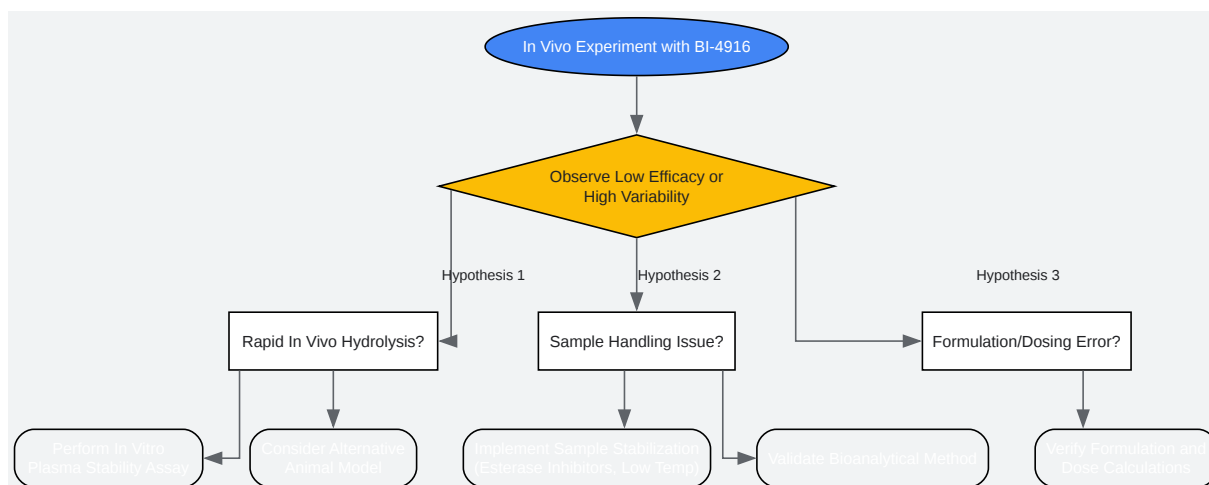 In Vivo Experiment with BI-4916
Observe Low Efficacy or
High Variability
Hypothesis 1
Hypothesis 2
Hypothesis 3
Rapid In Vivo Hydrolysis?
Sample Handling Issue?
Formulation/Dosing Error?
Perform In Vitro
Plasma Stability Assay
Consider Alternative
Animal Model
Implement Sample Stabilization
(Esterase Inhibitors, Low Temp)
Validate Bioanalytical Method
Verify Formulation and
Dose Calculations